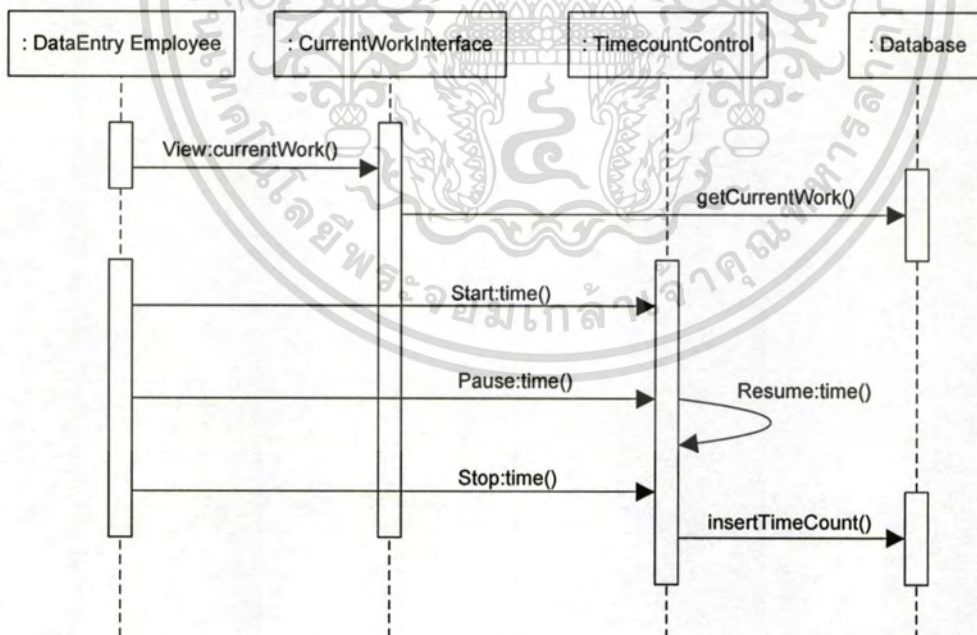 : DataEntry Employee
: CurrentWorkInterface
: TimecountControl
: Database
View:currentWork()
getCurrentWork()
Start:time()
Pause:time()
Resume:time()
Stop:time()
insertTimeCount()